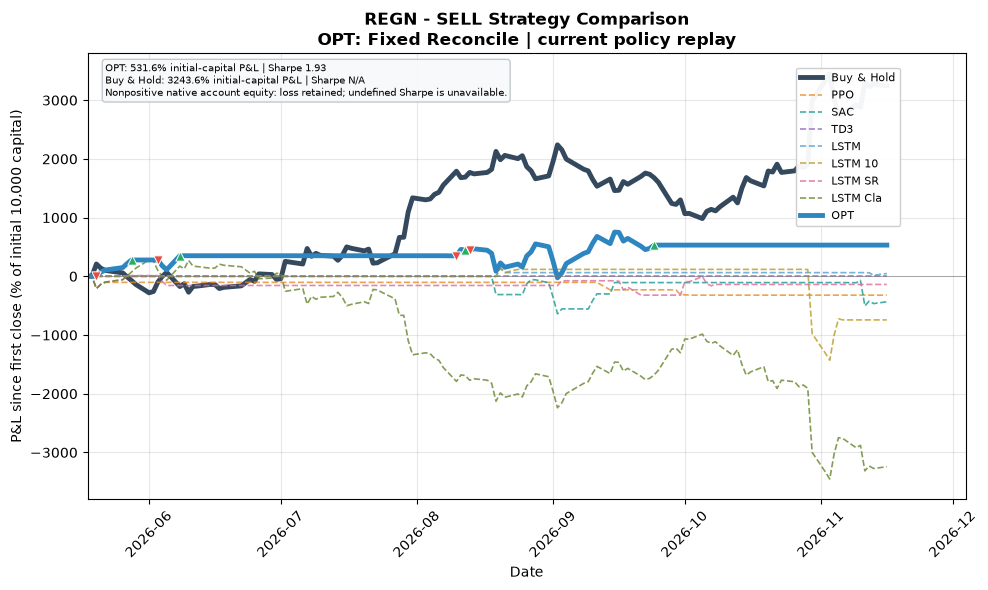 REGN - SELL Strategy Comparison
OPT: Fixed Reconcile | current policy replay
OPT: 531.6% initial-capital P&L | Sharpe 1.93
Buy & Hold: 3243.6% initial-capital P&L | Sharpe N/A
Nonpositive native account equity: loss retained; undefined Sharpe is unavailable.
Buy & Hold
PPO
SAC
TD3
LSTM
LSTM 10
LSTM SR
LSTM Cla
OPT
P&L since first close (% of initial 10,000 capital)
3000
2000
1000
0
−1000
−2000
−3000
2026-06
2026-07
2026-08
2026-09
2026-10
2026-11
2026-12
Date